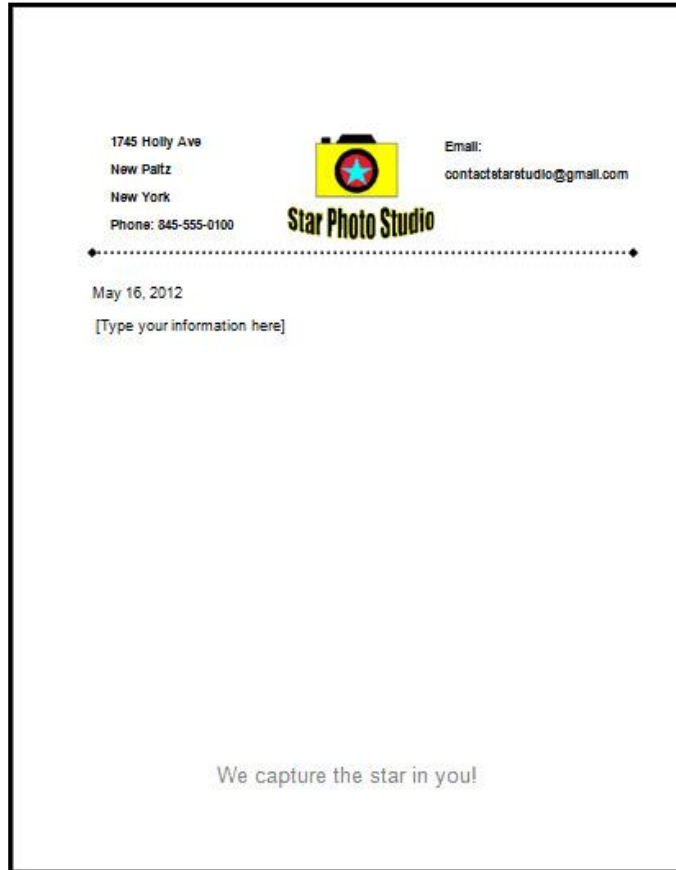 1745 Holly Ave
New Paltz
New York
Phone: 845-555-0100
Star Photo Studio
Email:
contactstarstudio@gmail.com
May 16, 2012
[Type your information here]
We capture the star in you!